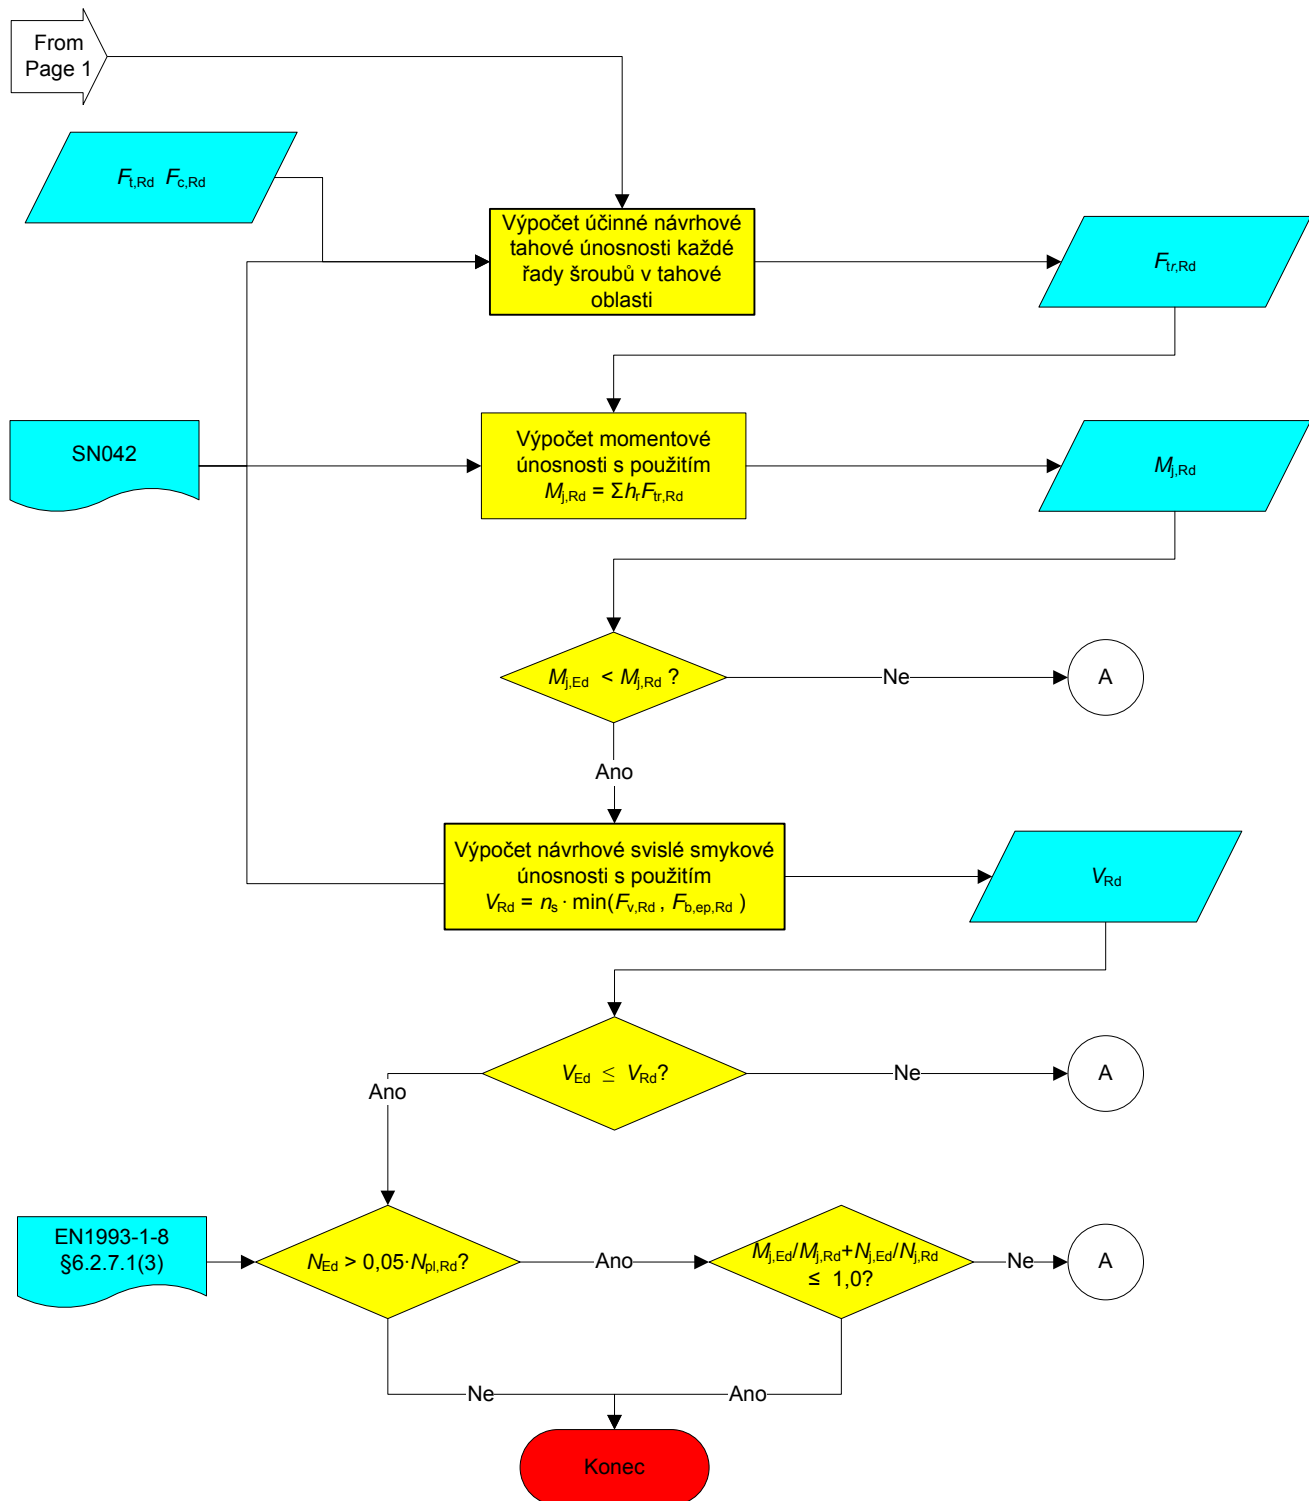 From
Page 1
Ft,Rd Fc,Rd
Výpočet účinné návrhové
tahové únosnosti každé
řady šroubů v tahové
oblasti
Ftr,Rd
SN042
Výpočet momentové
únosnosti s použitím
Mj,Rd = ΣhrFtr,Rd
Mj,Rd
Mj,Ed < Mj,Rd ?
Ne
A
Ano
Výpočet návrhové svislé smykové
únosnosti s použitím
VRd = ns · min(Fv,Rd , Fb,ep,Rd )
VRd
VEd ≤ VRd?
Ne
A
Ano
EN1993-1-8
§6.2.7.1(3)
NEd > 0,05·Npl,Rd?
Ano
Mj,Ed/Mj,Rd+Nj,Ed/Nj,Rd
≤ 1,0?
Ne
A
Ne
Ano
Konec